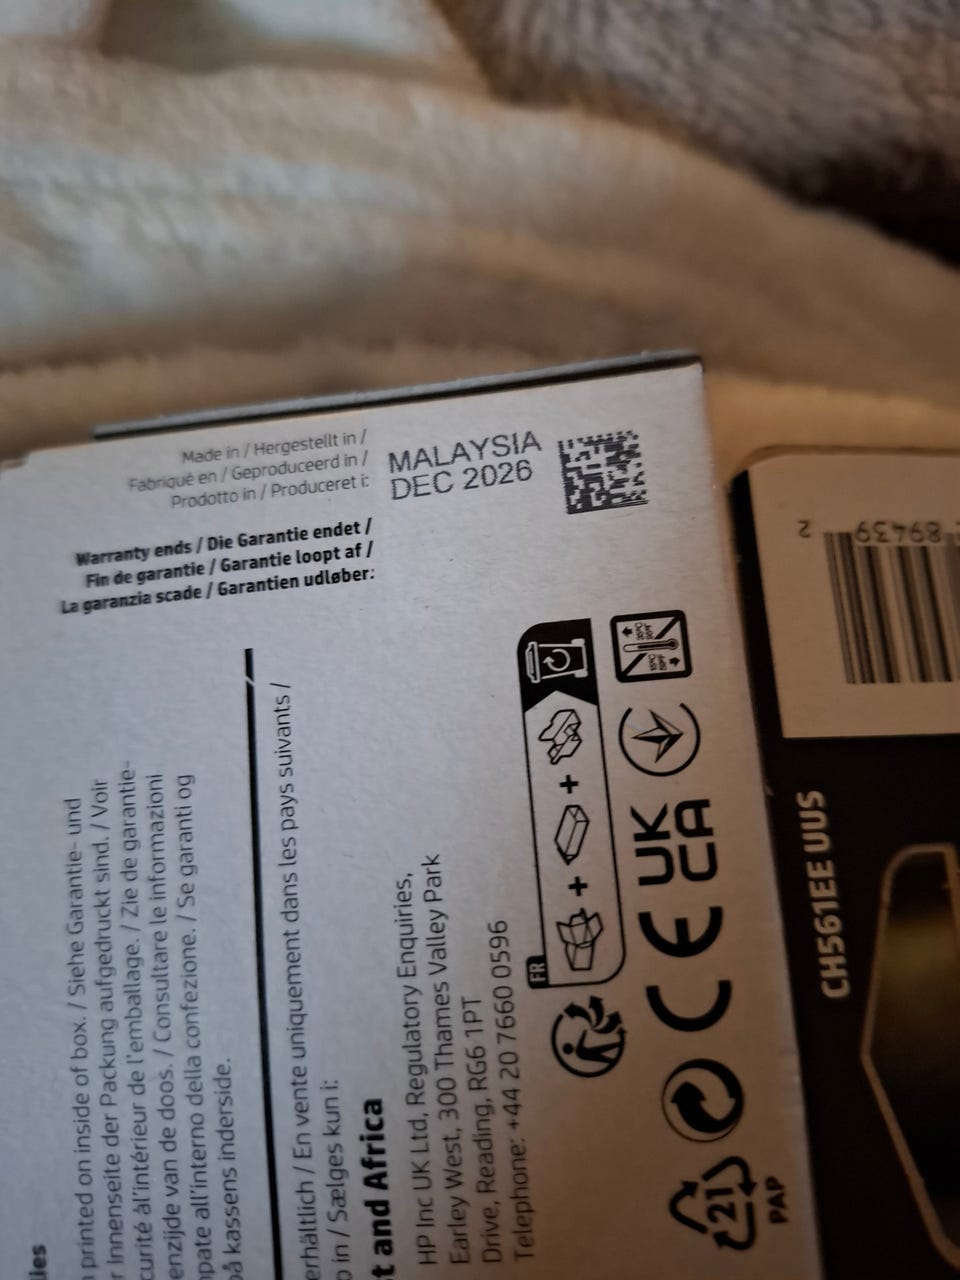 Made in / Hergestellt in /
Fabriqué en / Geproduceerd in /
Prodotto in / Produceret i:
MALAYSIA
DEC 2026
Warranty ends / Die Garantie endet /
Fin de garantie / Garantie loopt af /
La garanzia scade / Garantien udløber:
printed on inside of box. / Siehe Garantie- und
Innenseite der Packung aufgedruckt sind. / Voir
à l'intérieur de l'emballage. / Zie de garantie-
van de doos. / Consultare le informazioni
all'interno della confezione. / Se garanti og
på kassens inderside.
En vente uniquement dans les pays suivants /
in / Sælges kun i:
and Africa
HP Inc UK Ltd, Regulatory Enquiries,
Earley West, 300 Thames Valley Park
Drive, Reading, RG6 1PT
Telephone: +44 20 7660 0596
FR
+ +
CE UK
CA
21
PAP
89439 2
CH561EE UUS